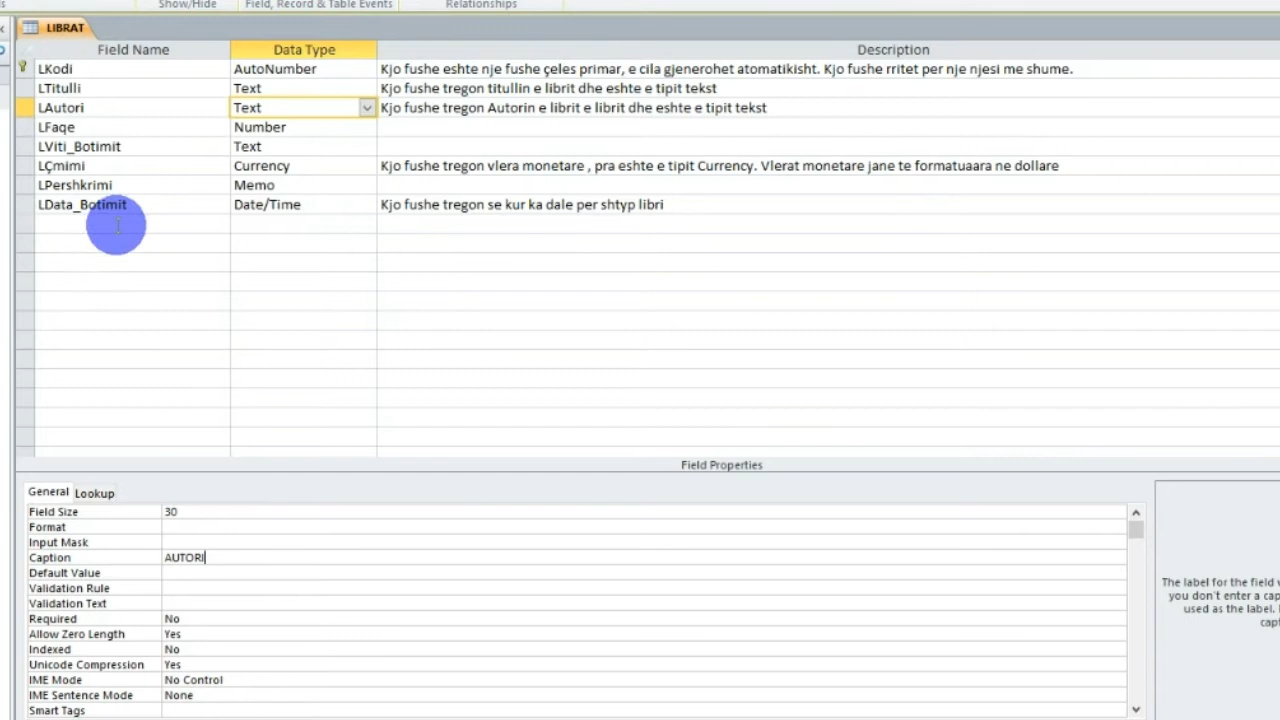 Show/Hide Field, Record & Table Events Relationships
LIBRAT
Field Name Data Type Description
LKodi AutoNumber Kjo fushe eshte nje fushe çeles primar, e cila gjenerohet atomatikisht. Kjo fushe rritet per nje njesi me shume.
LTitulli Text Kjo fushe tregon titullin e librit dhe eshte e tipit tekst
LAutori Text Kjo fushe tregon Autorin e librit e librit dhe eshte e tipit tekst
LFaqe Number
LViti_Botimit Text
LÇmimi Currency Kjo fushe tregon vlera monetare , pra eshte e tipit Currency. Vlerat monetare jane te formatuaara ne dollare
LPershkrimi Memo
LData_Botimit Date/Time Kjo fushe tregon se kur ka dale per shtyp libri
Field Properties
General Lookup
Field Size 30
Format
Input Mask
Caption AUTORI
Default Value
Validation Rule
Validation Text
Required No
Allow Zero Length Yes
Indexed No
Unicode Compression Yes
IME Mode No Control
IME Sentence Mode None
Smart Tags
The label for the field
you don't enter a
used as the label.